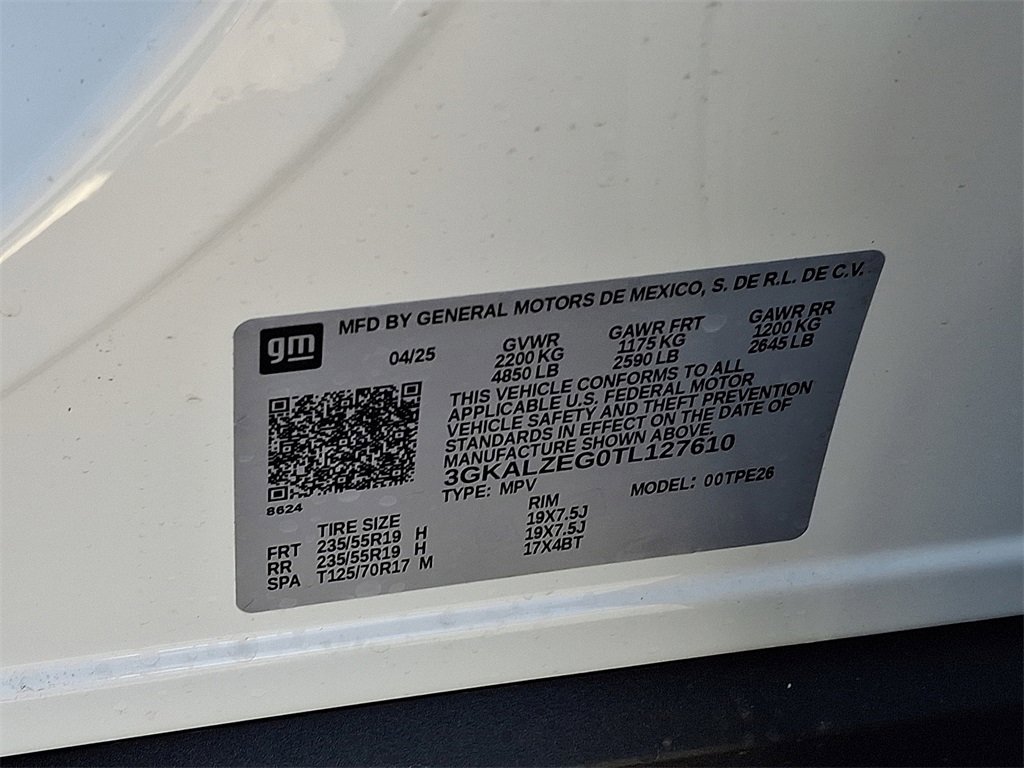 gm
MFD BY GENERAL MOTORS DE MEXICO, S. DE R.L. DE C.V.
04/25 GVWR GAWR FRT GAWR RR
2200 KG 1175 KG 1200 KG
4850 LB 2590 LB 2645 LB
THIS VEHICLE CONFORMS TO ALL
APPLICABLE U.S. FEDERAL MOTOR
VEHICLE SAFETY AND THEFT PREVENTION
STANDARDS IN EFFECT ON THE DATE OF
MANUFACTURE SHOWN ABOVE.
3GKALZEG0TL127610
TYPE: MPV MODEL: 00TPE26
8624
TIRE SIZE RIM
FRT 235/55R19 H 19X7.5J
RR 235/55R19 H 19X7.5J
SPA T125/70R17 M 17X4BT